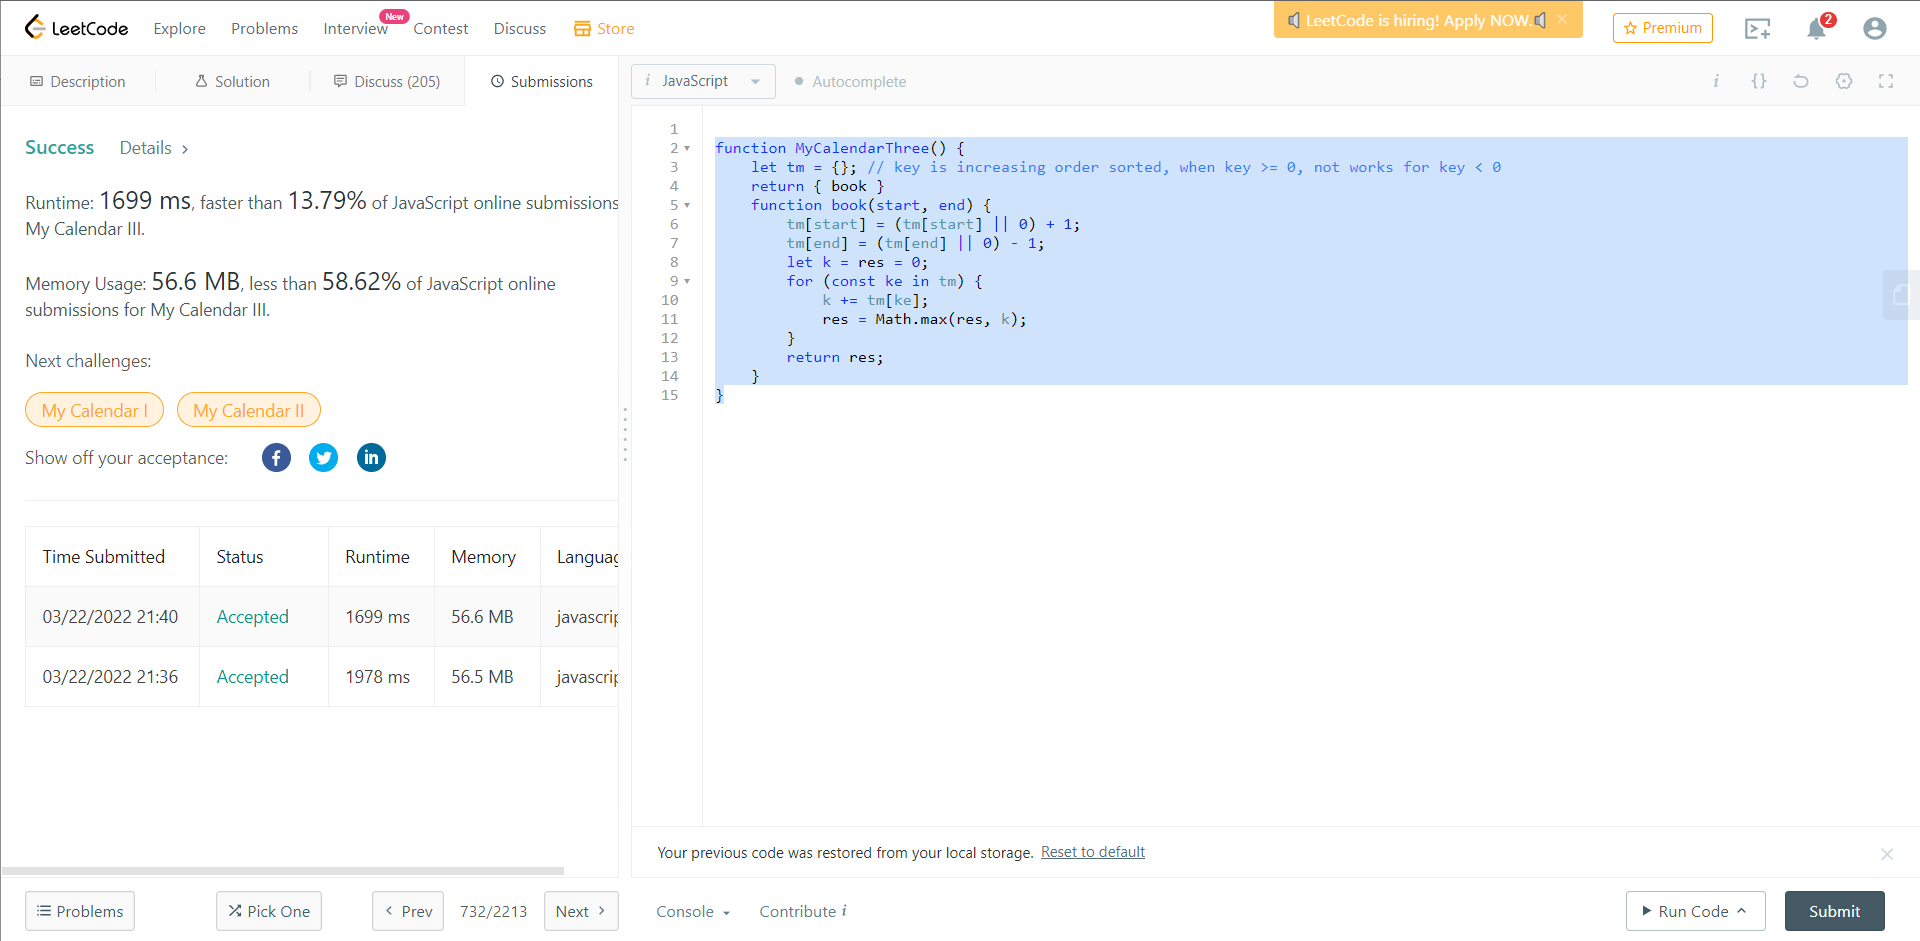 LeetCode Explore Problems Interview New Contest Discuss Store LeetCode is hiring! Apply NOW. Premium 2
Description Solution Discuss (205) Submissions
i JavaScript Autocomplete i {}
Success Details >
Runtime: 1699 ms, faster than 13.79% of JavaScript online submissions
My Calendar III.
Memory Usage: 56.6 MB, less than 58.62% of JavaScript online
submissions for My Calendar III.
Next challenges:
My Calendar I My Calendar II
Show off your acceptance:
Time Submitted Status Runtime Memory Languag
03/22/2022 21:40 Accepted 1699 ms 56.6 MB javascrip
03/22/2022 21:36 Accepted 1978 ms 56.5 MB javascrip
1
2 function MyCalendarThree() {
3 let tm = {}; // key is increasing order sorted, when key >= 0, not works for key < 0
4 return { book }
5 function book(start, end) {
6 tm[start] = (tm[start] || 0) + 1;
7 tm[end] = (tm[end] || 0) - 1;
8 let k = res = 0;
9 for (const ke in tm) {
10 k += tm[ke];
11 res = Math.max(res, k);
12 }
13 return res;
14 }
15 }
Your previous code was restored from your local storage. Reset to default
Problems Pick One Prev 732/2213 Next Console Contribute i Run Code Submit